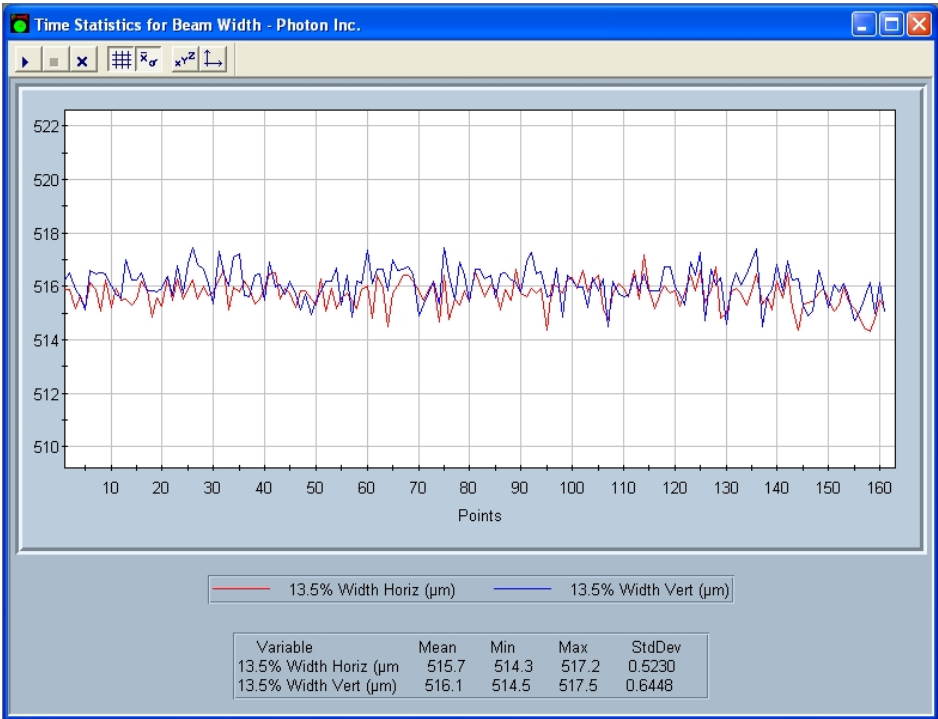 Time Statistics for Beam Width - Photon Inc.
x̄σ xYZ
522
520
518
516
514
512
510
10 20 30 40 50 60 70 80 90 100 110 120 130 140 150 160
Points
13.5% Width Horiz (µm) 13.5% Width Vert (µm)
Variable Mean Min Max StdDev
13.5% Width Horiz (µm 515.7 514.3 517.2 0.5230
13.5% Width Vert (µm) 516.1 514.5 517.5 0.6448